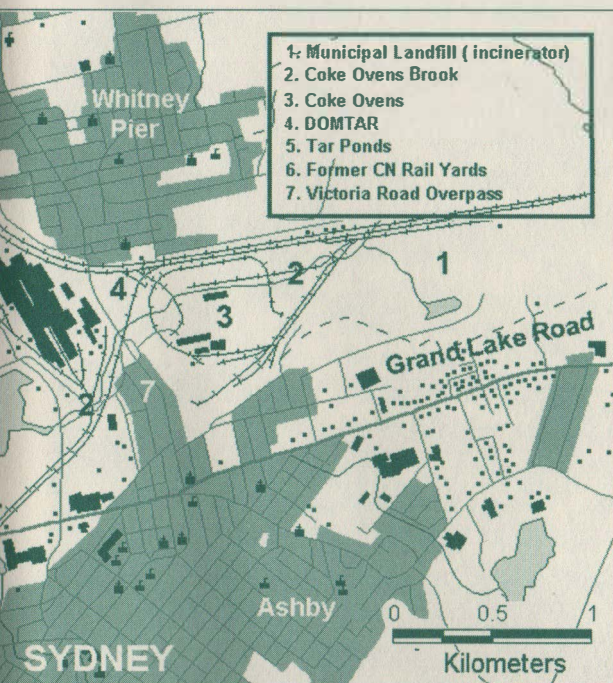 Whitney
Pier
1. Municipal Landfill ( incinerator)
2. Coke Ovens Brook
3. Coke Ovens
4. DOMTAR
5. Tar Ponds
6. Former CN Rail Yards
7. Victoria Road Overpass
1
2
4
3
Grand Lake Road
7
2
Ashby
0 0.5 1
Kilometers
SYDNEY